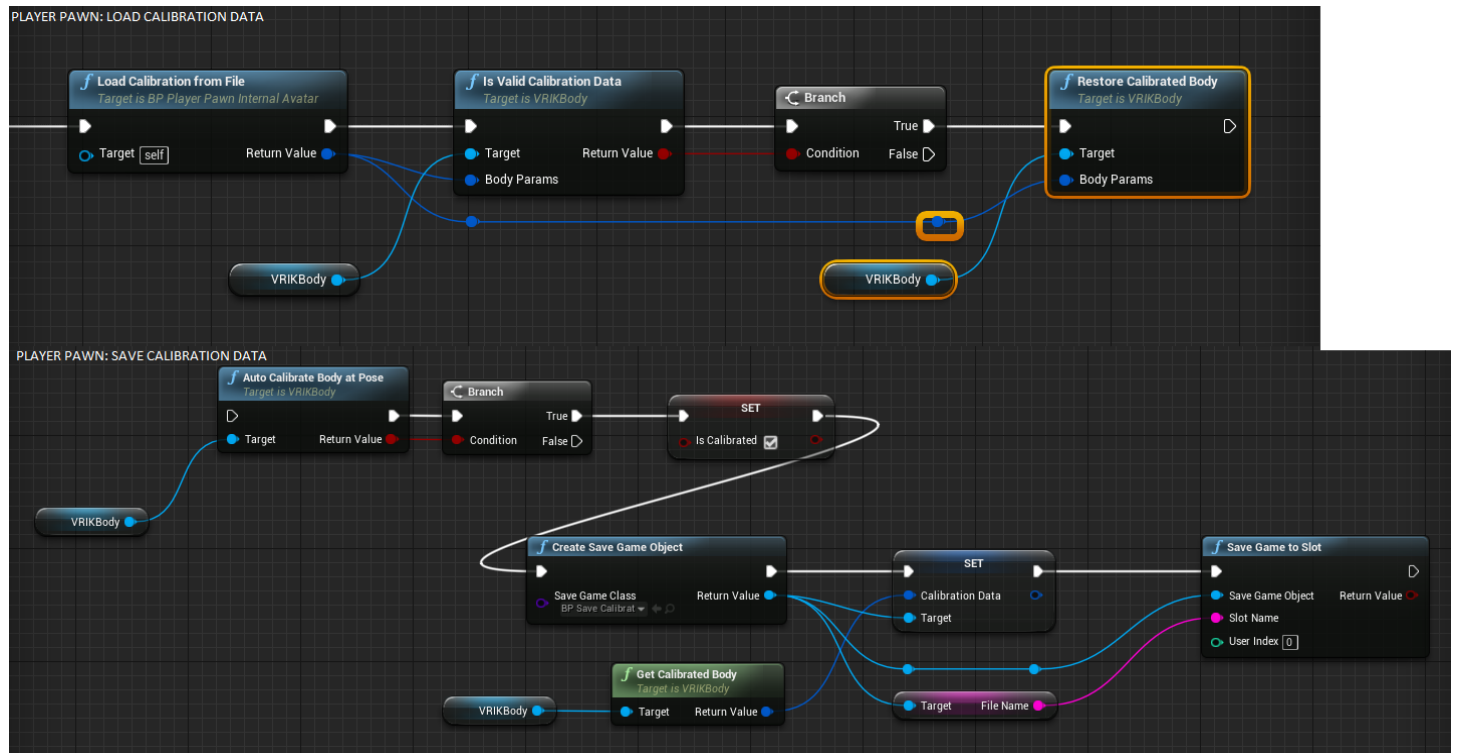 PLAYER PAWN: LOAD CALIBRATION DATA
Load Calibration from File
Target is BP Player Pawn Internal Avatar
Target self
Return Value
Is Valid Calibration Data
Target is VRIKBody
Target
Return Value
Body Params
Branch
True
Condition
False
Restore Calibrated Body
Target is VRIKBody
Target
Body Params
VRIKBody
VRIKBody
PLAYER PAWN: SAVE CALIBRATION DATA
Auto Calibrate Body at Pose
Target is VRIKBody
Target
Return Value
Branch
True
Condition
False
SET
Is Calibrated
VRIKBody
Create Save Game Object
Save Game Class
BP Save Calibrat
Return Value
SET
Calibration Data
Target
Save Game to Slot
Save Game Object
Return Value
Slot Name
User Index 0
Get Calibrated Body
Target is VRIKBody
Target
Return Value
VRIKBody
Target
File Name